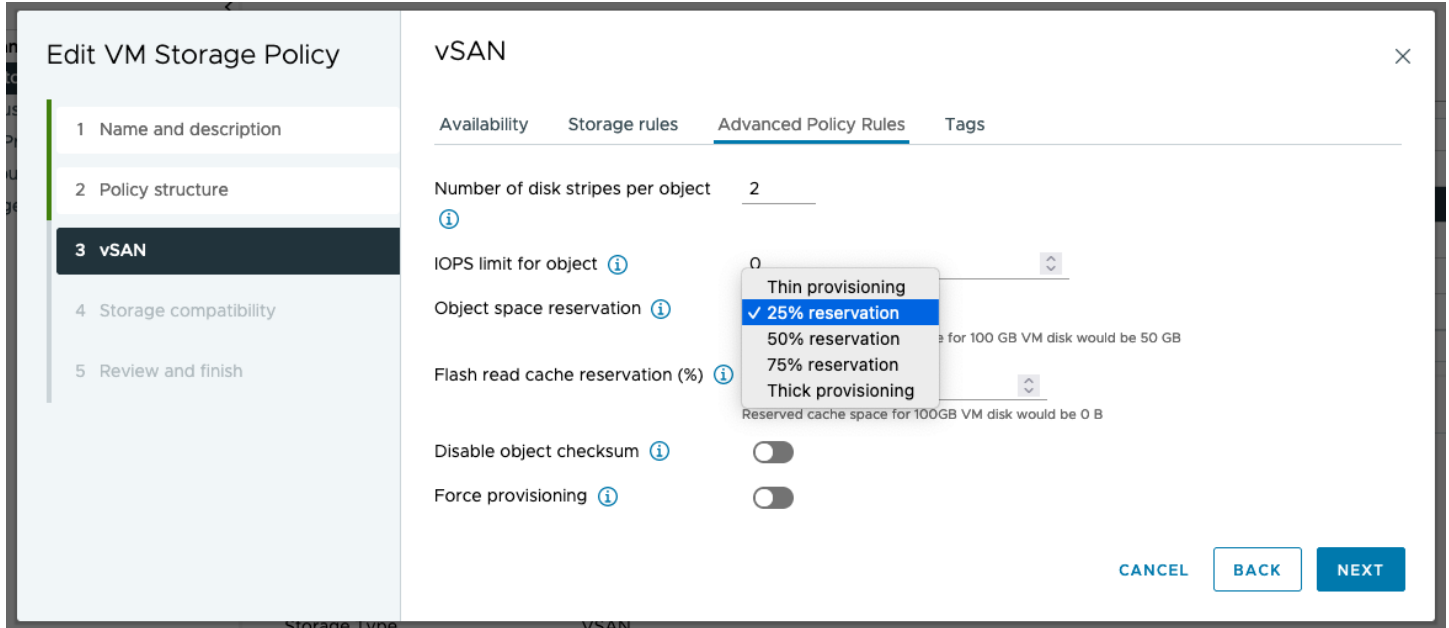 Edit VM Storage Policy
1 Name and description
2 Policy structure
3 vSAN
4 Storage compatibility
5 Review and finish
vSAN
Availability Storage rules Advanced Policy Rules Tags
Number of disk stripes per object 2
IOPS limit for object 0
Object space reservation
Thin provisioning
✓ 25% reservation
50% reservation
75% reservation
Thick provisioning
for 100 GB VM disk would be 50 GB
Flash read cache reservation (%)
Reserved cache space for 100GB VM disk would be 0 B
Disable object checksum
Force provisioning
CANCEL BACK NEXT
Storage Type VSAN